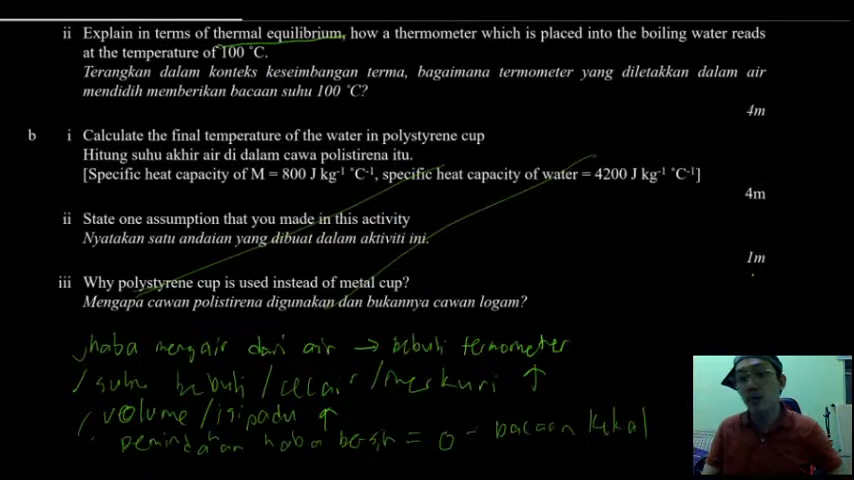 ii Explain in terms of thermal equilibrium, how a thermometer which is placed into the boiling water reads
at the temperature of 100 ˚C.
Terangkan dalam konteks keseimbangan terma, bagaimana termometer yang diletakkan dalam air
mendidih memberikan bacaan suhu 100 ˚C?
4m
b i Calculate the final temperature of the water in polystyrene cup
Hitung suhu akhir air di dalam cawa polistirena itu.
[Specific heat capacity of M = 800 J kg⁻¹ ˚C⁻¹, specific heat capacity of water = 4200 J kg⁻¹ ˚C⁻¹]
4m
ii State one assumption that you made in this activity
Nyatakan satu andaian yang dibuat dalam aktiviti ini.
1m
iii Why polystyrene cup is used instead of metal cup?
Mengapa cawan polistirena digunakan dan bukannya cawan logam?
/haba mengair dari air → bebuli termometer
/ suhu bebuli / cecair / merkuri ↑
/ volume / isipadu ↑
pemindahan haba bersih = 0 - bacaan kekal